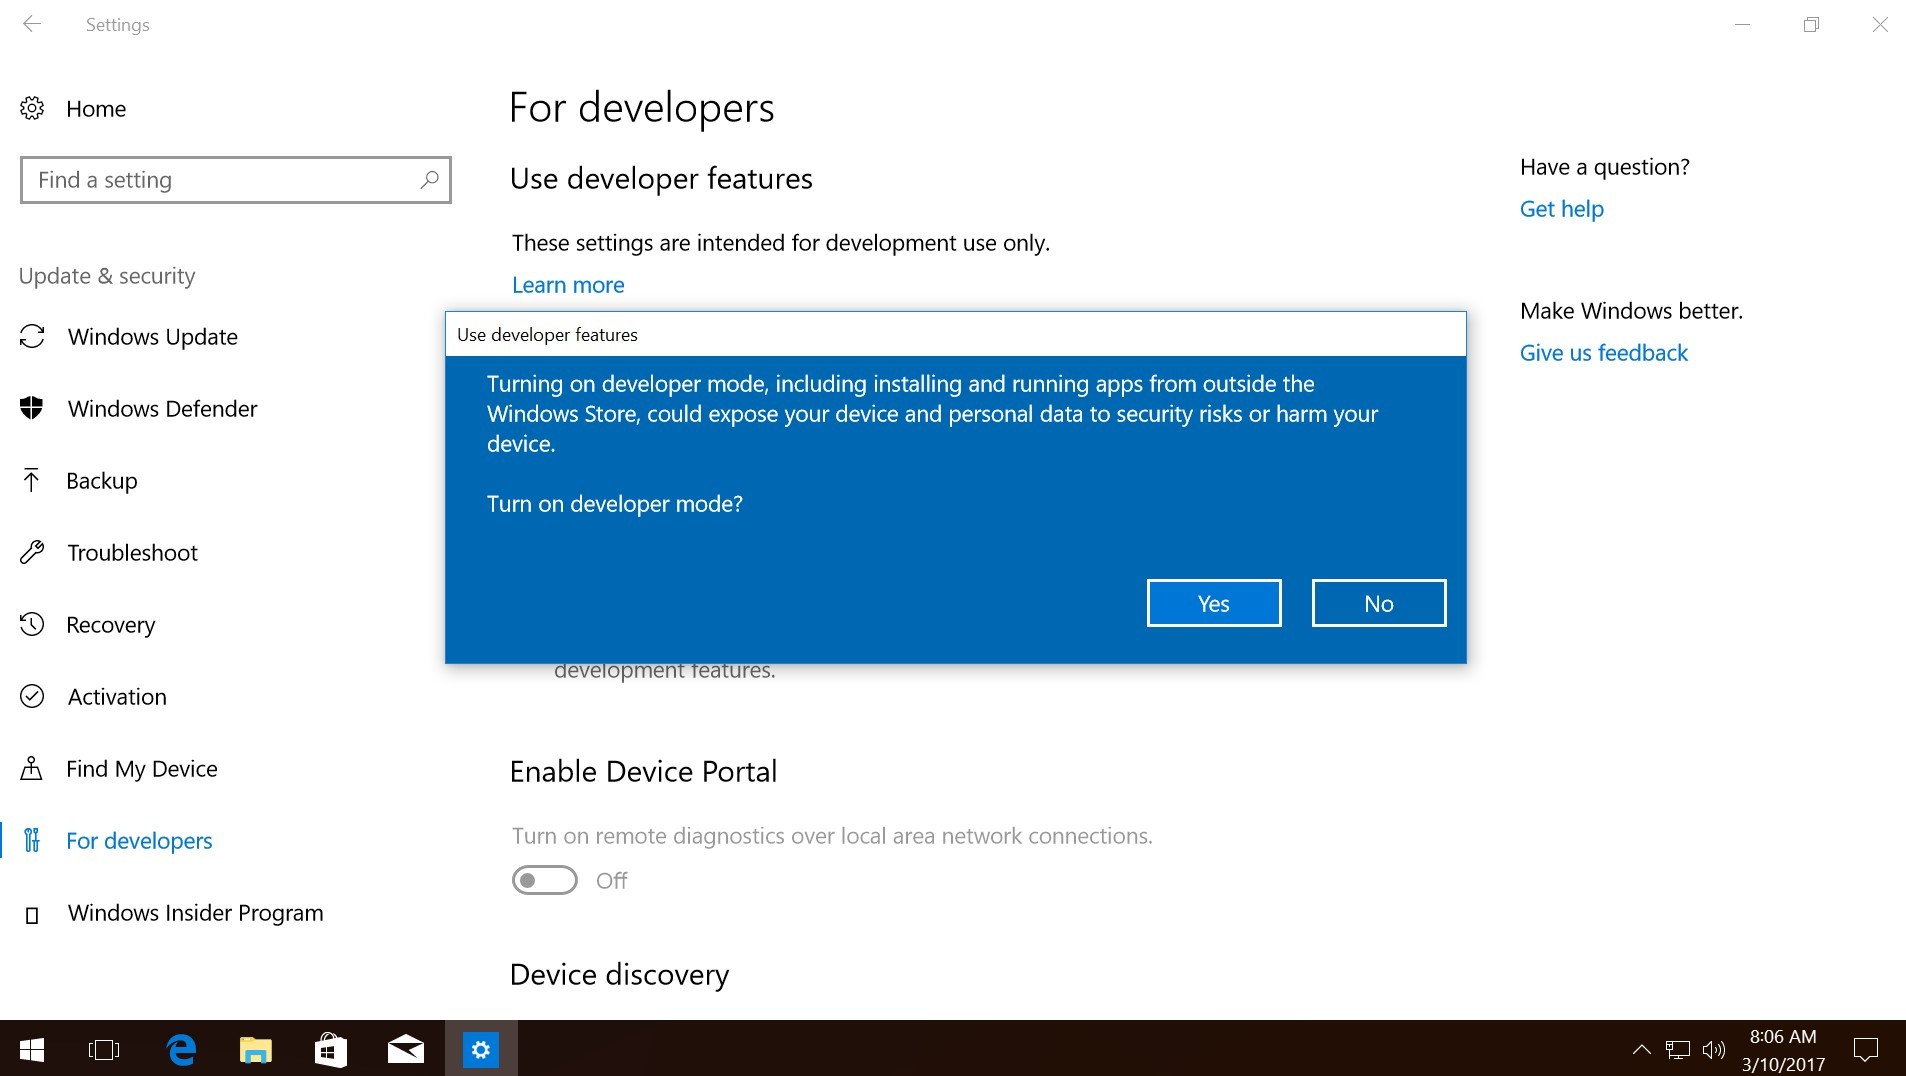 Settings
Home
Find a setting
Update & security
Windows Update
Windows Defender
Backup
Troubleshoot
Recovery
Activation
Find My Device
For developers
Windows Insider Program
For developers
Use developer features
These settings are intended for development use only.
Learn more
Use developer features
Turning on developer mode, including installing and running apps from outside the
Windows Store, could expose your device and personal data to security risks or harm your
device.
Turn on developer mode?
Yes
No
development features.
Enable Device Portal
Turn on remote diagnostics over local area network connections.
Off
Device discovery
Have a question?
Get help
Make Windows better.
Give us feedback
8:06 AM
3/10/2017